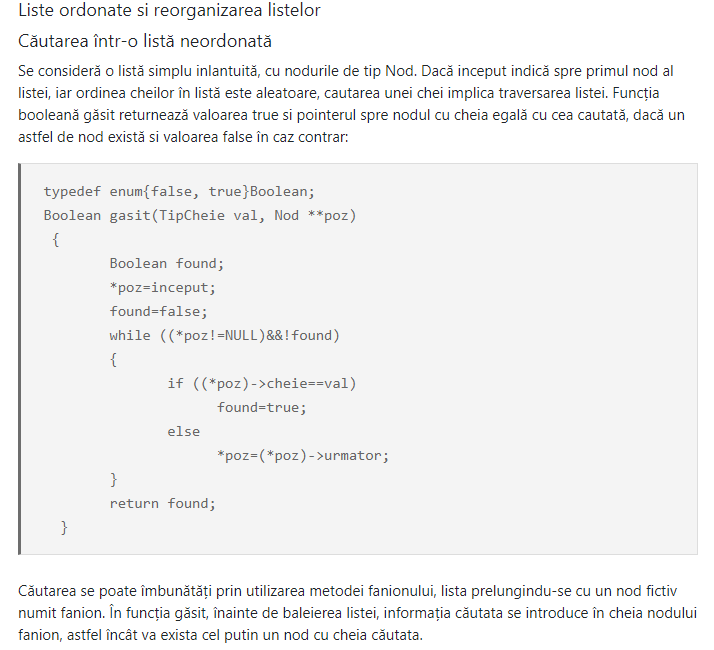 Liste ordonate si reorganizarea listelor
Căutarea într-o listă neordonată
Se consideră o listă simplu inlantuită, cu nodurile de tip Nod. Dacă inceput indică spre primul nod al
listei, iar ordinea cheilor în listă este aleatoare, cautarea unei chei implica traversarea listei. Funcția
booleană găsit returnează valoarea true si pointerul spre nodul cu cheia egală cu cea cautată, dacă un
astfel de nod există si valoarea false în caz contrar:
typedef enum{false, true}Boolean;
Boolean gasit(TipCheie val, Nod **poz)
{
Boolean found;
*poz=inceput;
found=false;
while ((*poz!=NULL)&&!found)
{
if ((*poz)->cheie==val)
found=true;
else
*poz=(*poz)->urmator;
}
return found;
}
Căutarea se poate îmbunătăți prin utilizarea metodei fanionului, lista prelungindu-se cu un nod fictiv
numit fanion. În funcția găsit, înainte de baleierea listei, informația căutata se introduce în cheia nodului
fanion, astfel încât va exista cel putin un nod cu cheia căutata.